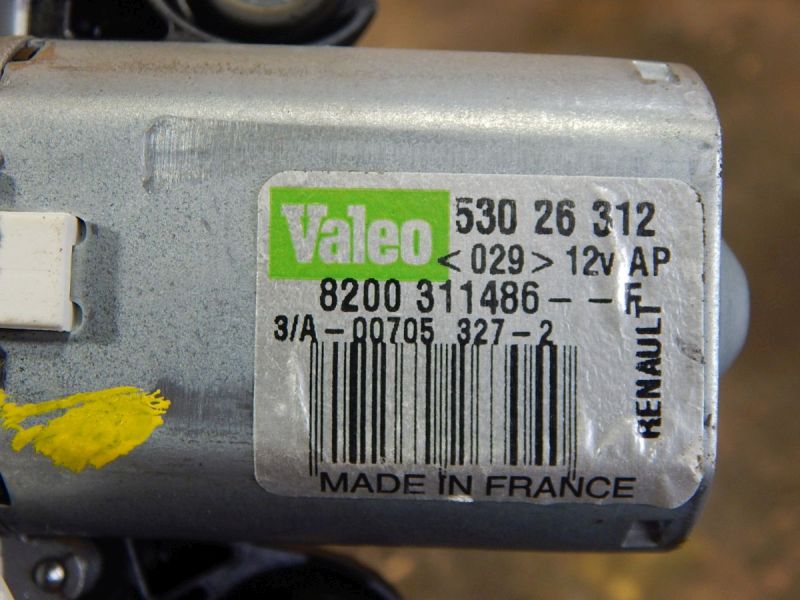 Valeo 530 26 312
<029> 12v AP
8200 311486--F
3/A-00705 327-2
RENAULT
MADE IN FRANCE